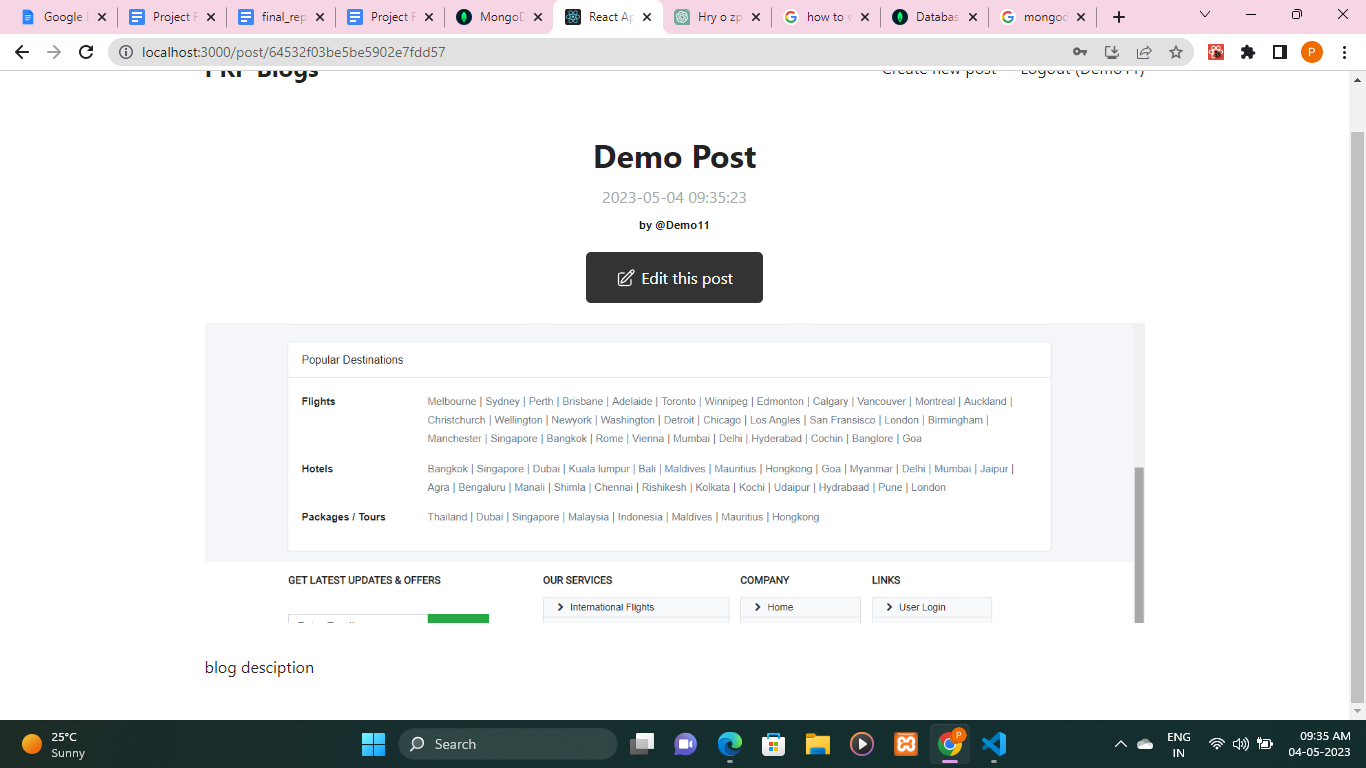 Google D
Project F
final_rep
Project F
MongoD
React Ap
Hry o zp
how to w
Databas
mongod
localhost:3000/post/64532f03be5be5902e7fdd57
P
Blogs
Create new post Logout (Demo11)
Demo Post
2023-05-04 09:35:23
by @Demo11
Edit this post
Popular Destinations
Flights Melbourne | Sydney | Perth | Brisbane | Adelaide | Toronto | Winnipeg | Edmonton | Calgary | Vancouver | Montreal | Auckland |
Christchurch | Wellington | Newyork | Washington | Detroit | Chicago | Los Angles | San Fransisco | London | Birmingham |
Manchester | Singapore | Bangkok | Rome | Vienna | Mumbai | Delhi | Hyderabad | Cochin | Banglore | Goa
Hotels Bangkok | Singapore | Dubai | Kuala lumpur | Bali | Maldives | Mauritius | Hongkong | Goa | Myanmar | Delhi | Mumbai | Jaipur |
Agra | Bengaluru | Manali | Shimla | Chennai | Rishikesh | Kolkata | Kochi | Udaipur | Hydrabaad | Pune | London
Packages / Tours Thailand | Dubai | Singapore | Malaysia | Indonesia | Maldives | Mauritius | Hongkong
GET LATEST UPDATES & OFFERS OUR SERVICES COMPANY LINKS
International Flights Home User Login
blog desciption
25°C
Sunny
Search
P
ENG
IN
09:35 AM
04-05-2023